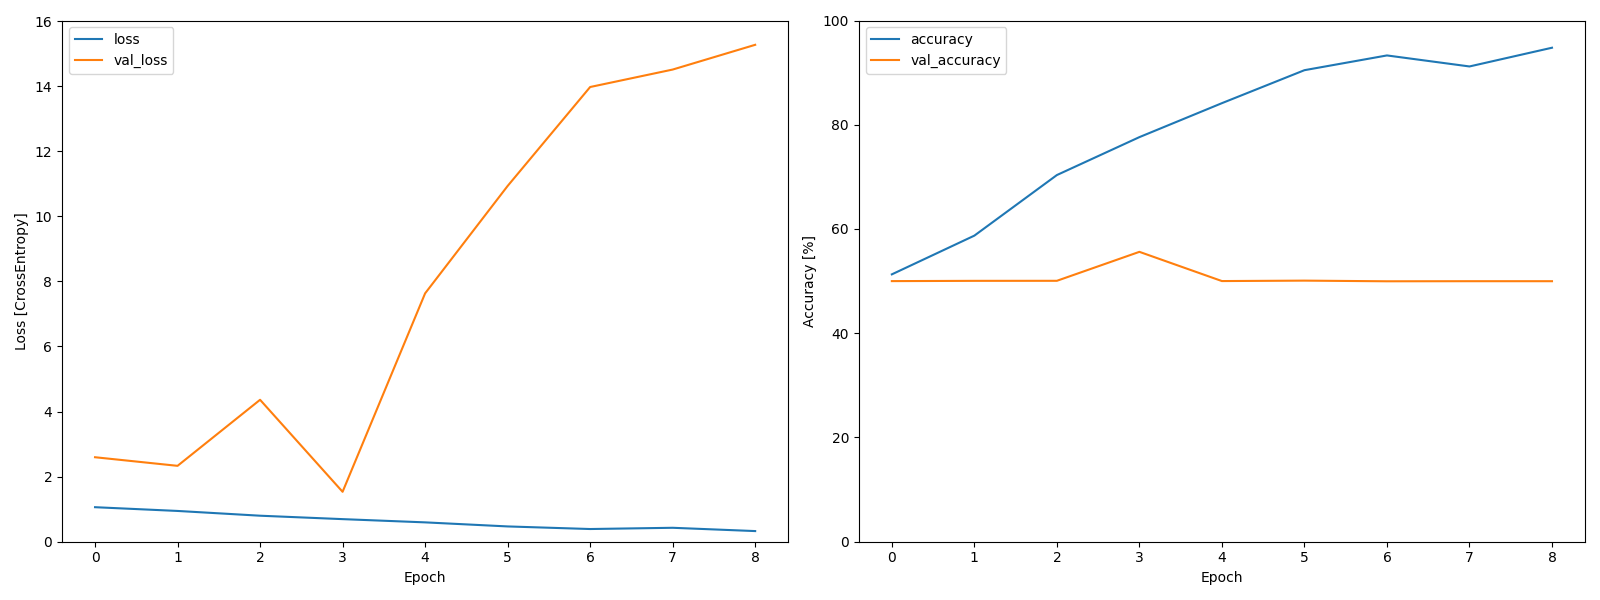 loss
val_loss
Loss [CrossEntropy]
16
14
12
10
8
6
4
2
0
0 1 2 3 4 5 6 7 8
Epoch
accuracy
val_accuracy
Accuracy [%]
100
80
60
40
20
0
0 1 2 3 4 5 6 7 8
Epoch